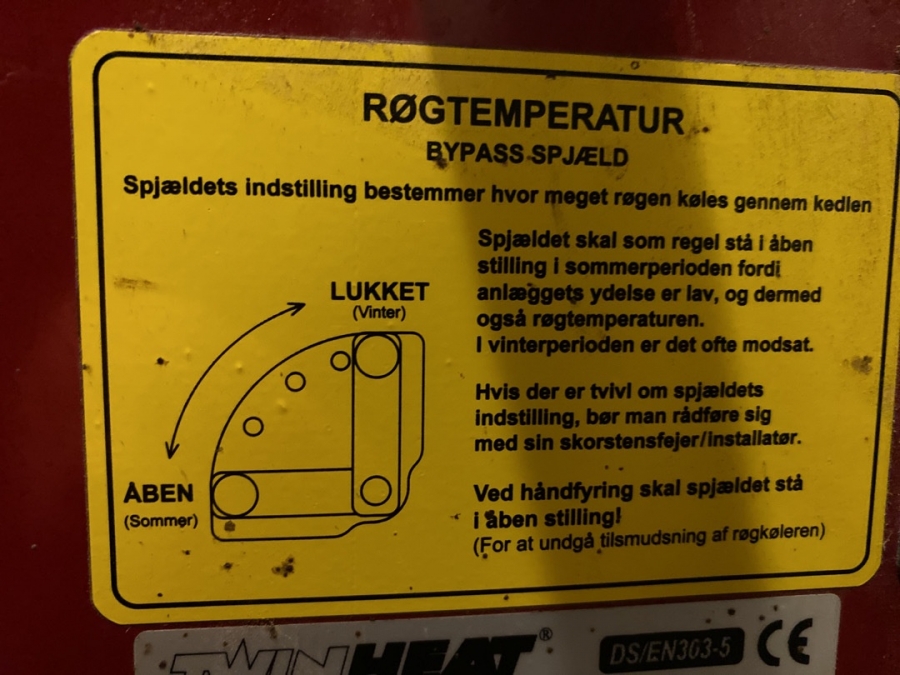 RØGTEMPERATUR
BYPASS SPJÆLD
Spjældets indstilling bestemmer hvor meget røgen køles gennem kedlen
Spjældet skal som regel stå i åben
stilling i sommerperioden fordi
anlæggets ydelse er lav, og dermed
også røgtemperaturen.
I vinterperioden er det ofte modsat.
Hvis der er tvivl om spjældets
indstilling, bør man rådføre sig
med sin skorstensfejer/installatør.
Ved håndfyring skal spjældet stå
i åben stilling!
(For at undgå tilsmudsning af røgkøleren)
LUKKET
(Vinter)
ÅBEN
(Sommer)
TWINHEAT®
DS/EN303-5
CE